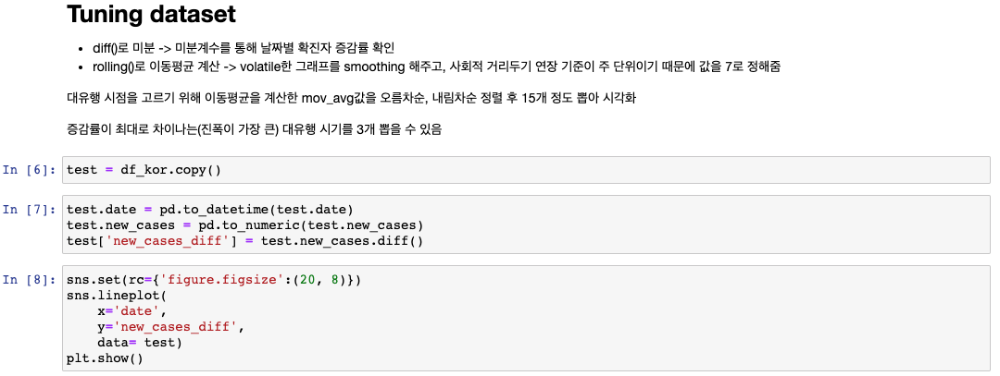 Tuning dataset
• diff()로 미분 -> 미분계수를 통해 날짜별 확진자 증감률 확인
• rolling()로 이동평균 계산 -> volatile한 그래프를 smoothing 해주고, 사회적 거리두기 연장 기준이 주 단위이기 때문에 값을 7로 정해줌
대유행 시점을 고르기 위해 이동평균을 계산한 mov_avg값을 오름차순, 내림차순 정렬 후 15개 정도 뽑아 시각화
증감률이 최대로 차이나는(진폭이 가장 큰) 대유행 시기를 3개 뽑을 수 있음
In [6]: test = df_kor.copy()
In [7]: test.date = pd.to_datetime(test.date)
test.new_cases = pd.to_numeric(test.new_cases)
test['new_cases_diff'] = test.new_cases.diff()
In [8]: sns.set(rc={'figure.figsize':(20, 8)})
sns.lineplot(
    x='date',
    y='new_cases_diff',
    data= test)
plt.show()